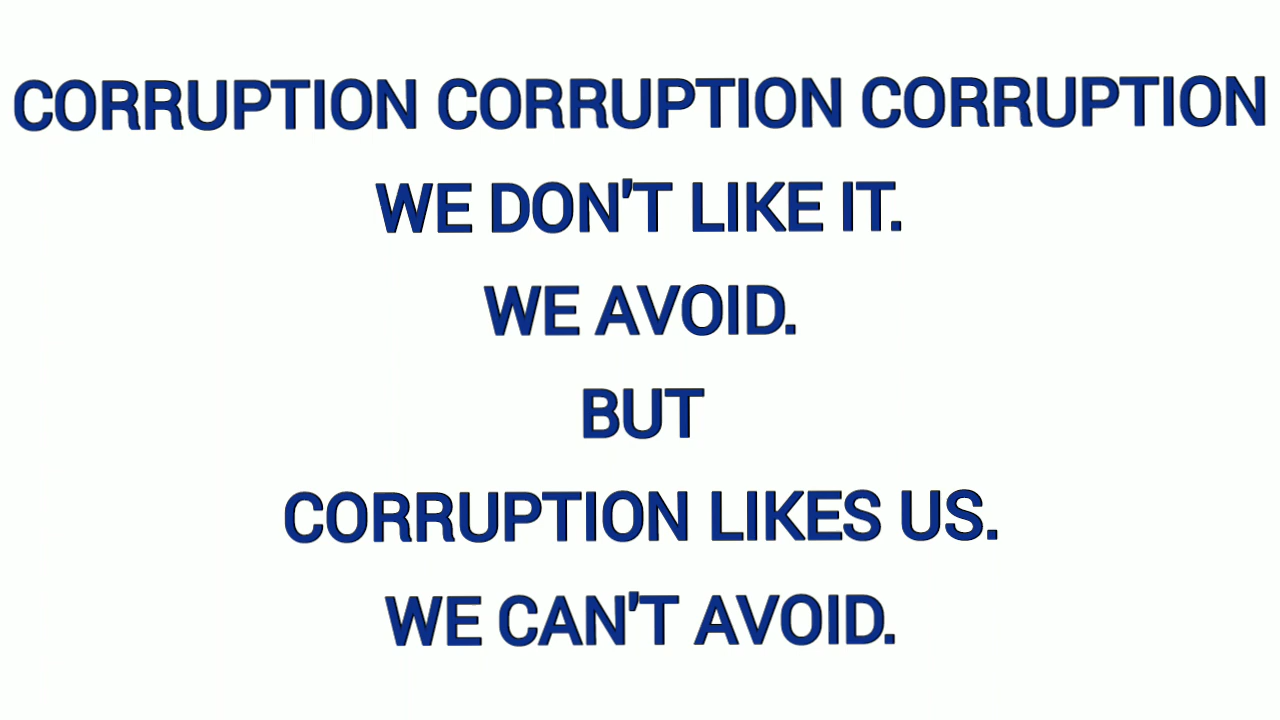 CORRUPTION CORRUPTION CORRUPTION
WE DON'T LIKE IT.
WE AVOID.
BUT
CORRUPTION LIKES US.
WE CAN'T AVOID.